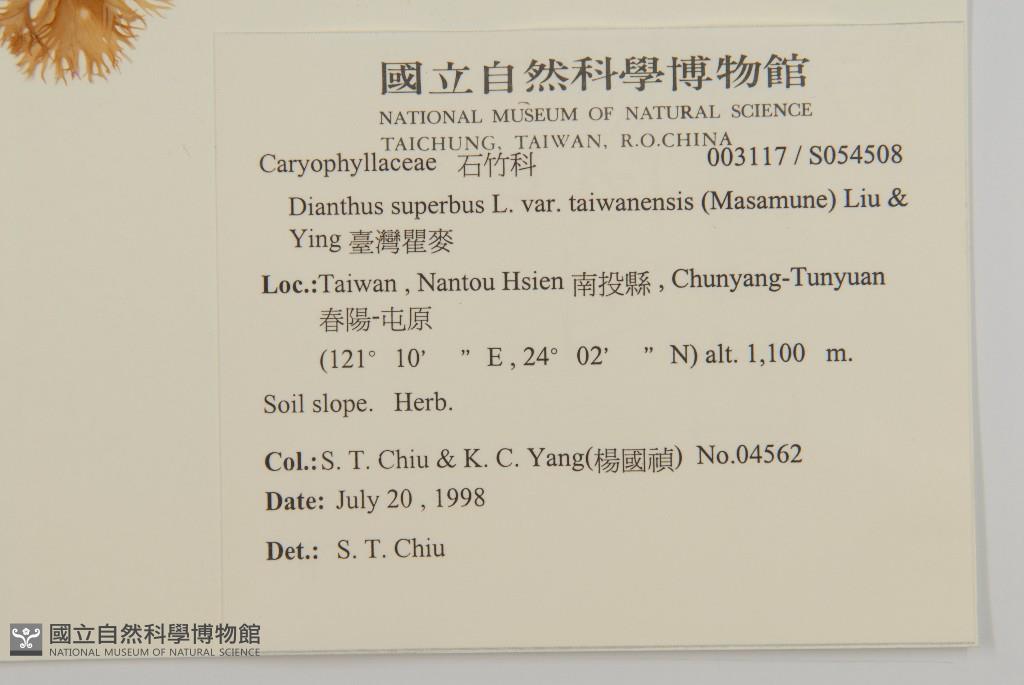 國立自然科學博物館
NATIONAL MUSEUM OF NATURAL SCIENCE
TAICHUNG, TAIWAN, R.O.CHINA
Caryophyllaceae 石竹科 003117 / S054508
Dianthus superbus L. var. taiwanensis (Masamune) Liu &
Ying 臺灣瞿麥
Loc.:Taiwan , Nantou Hsien 南投縣 , Chunyang-Tunyuan
春陽-屯原
(121° 10’ ” E , 24° 02’ ” N) alt. 1,100 m.
Soil slope. Herb.
Col.:S. T. Chiu & K. C. Yang(楊國禎) No.04562
Date: July 20 , 1998
Det.: S. T. Chiu
國立自然科學博物館
NATIONAL MUSEUM OF NATURAL SCIENCE